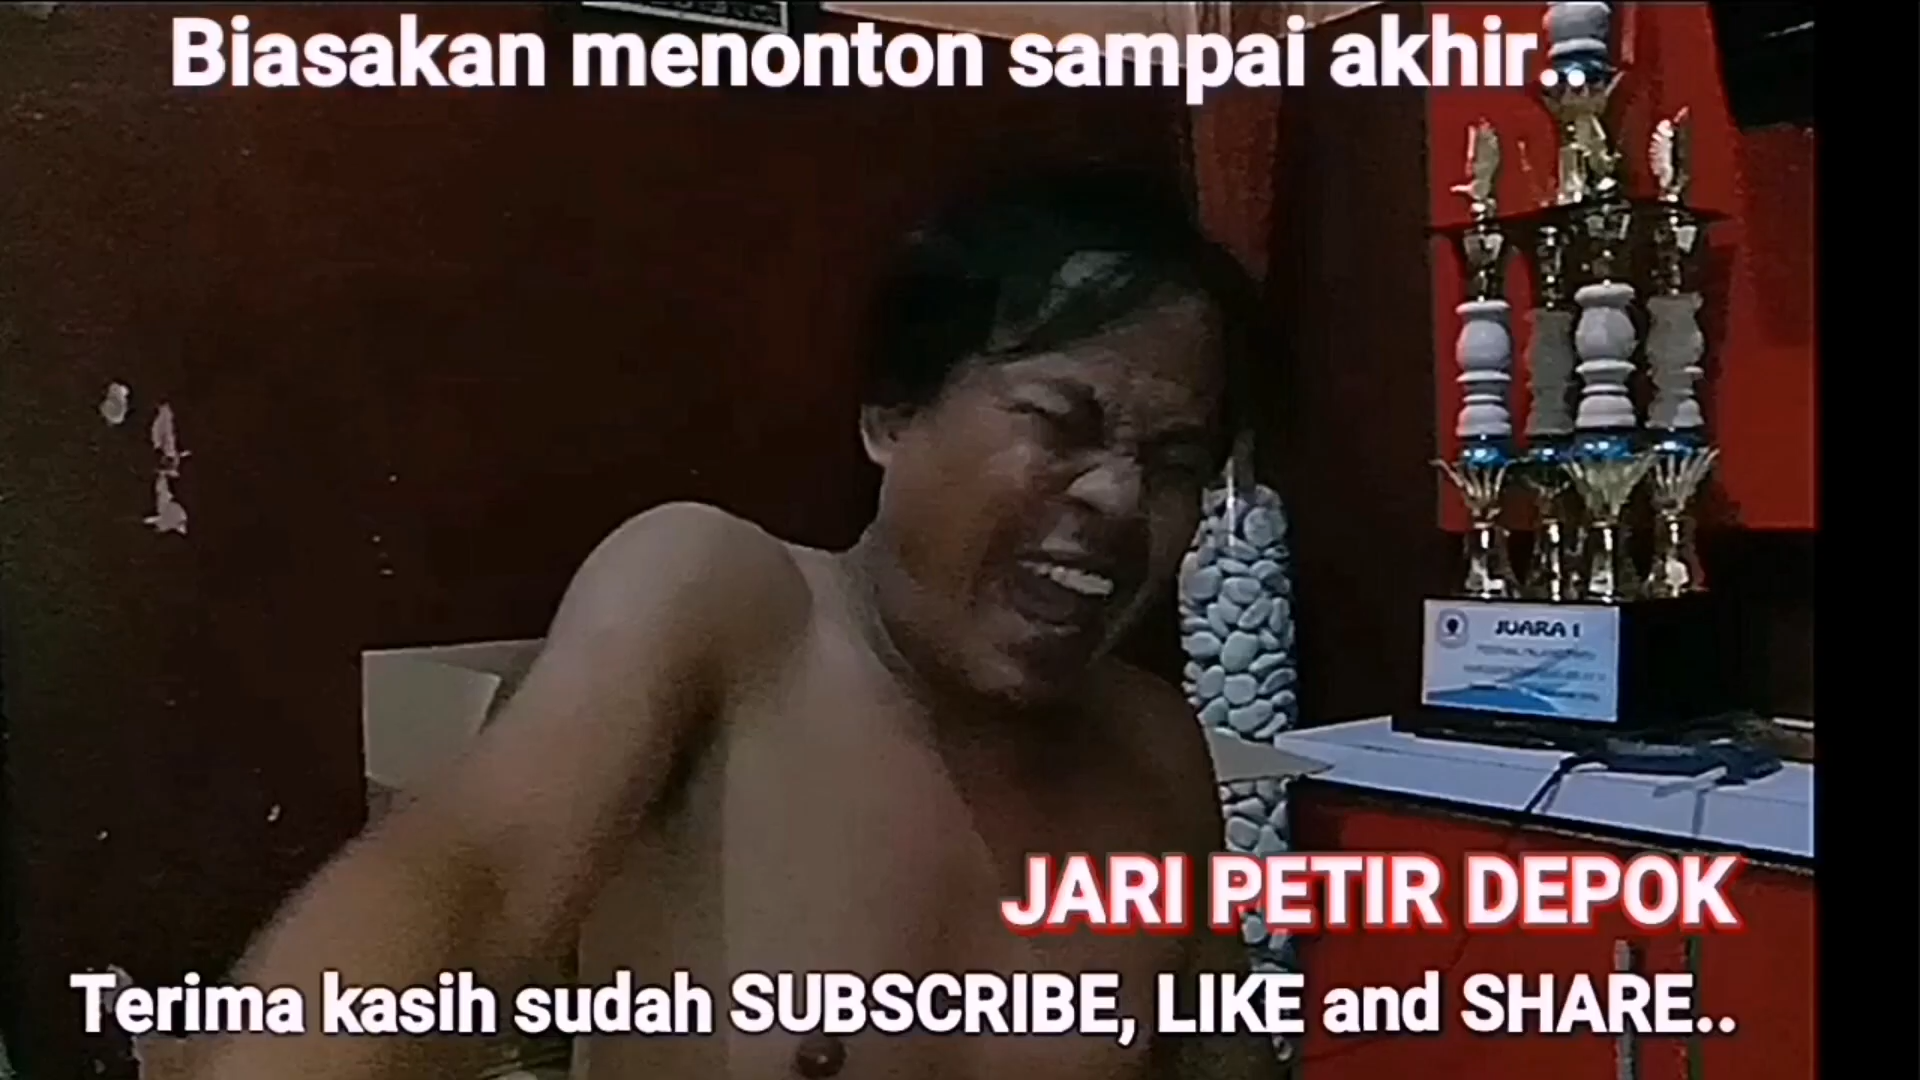 Biasakan menonton sampai akhir..
JUARA 1
JARI PETIR DEPOK
Terima kasih sudah SUBSCRIBE, LIKE and SHARE..